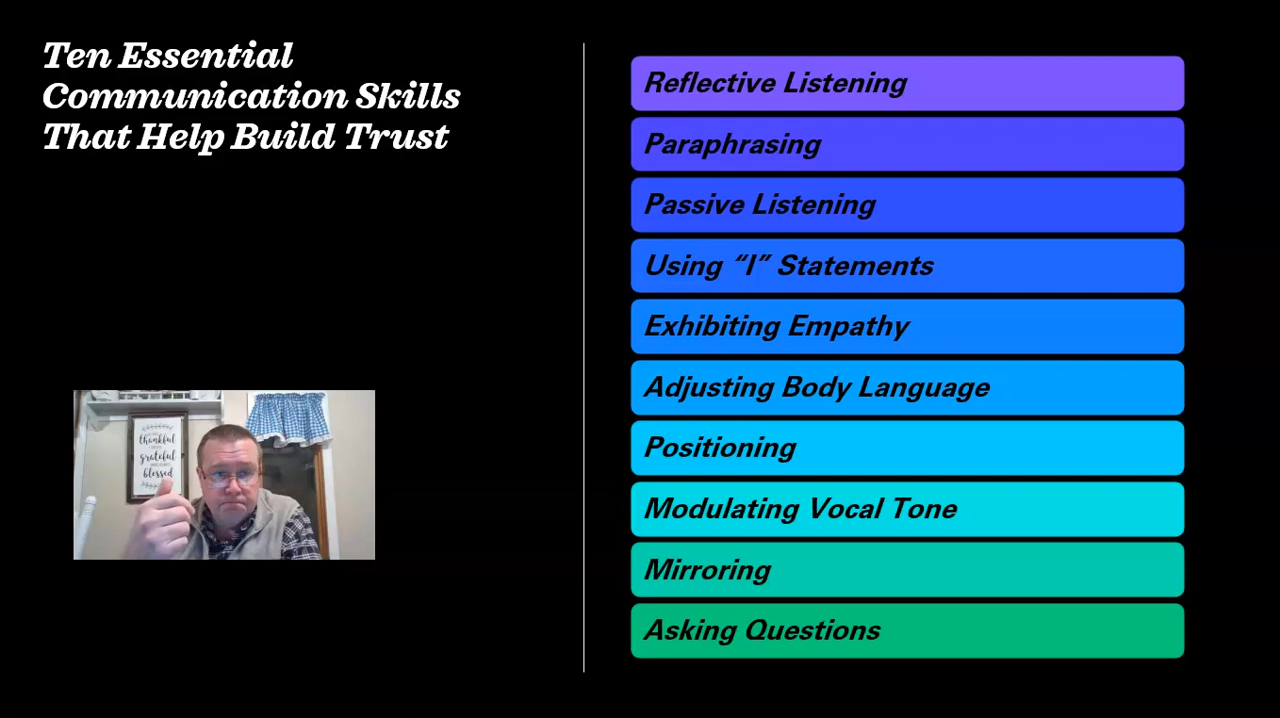 Ten Essential
Communication Skills
That Help Build Trust
Reflective Listening
Paraphrasing
Passive Listening
Using “I” Statements
Exhibiting Empathy
Adjusting Body Language
Positioning
Modulating Vocal Tone
Mirroring
Asking Questions
thankful
grateful
blessed